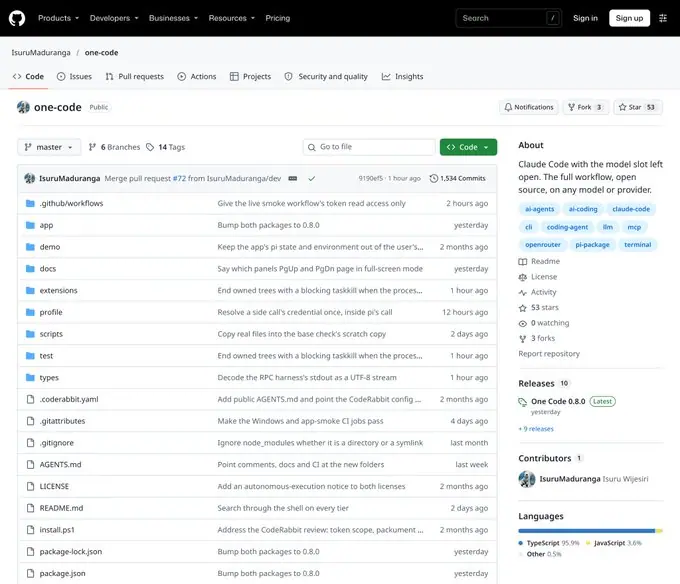 Products Developers Businesses Resources Pricing Search / Sign in Sign up
IsuruMaduranga / one-code
Code Issues Pull requests Actions Projects Security and quality Insights
one-code Public Notifications Fork 3 Star 53
master 6 Branches 14 Tags Go to file Code
IsuruMaduranga Merge pull request #72 from IsuruMaduranga/dev 9190ef5 · 1 hour ago 1,534 Commits
.github/workflows Give the live smoke workflow's token read access only 2 hours ago
app Bump both packages to 0.8.0 yesterday
demo Keep the app's pi state and environment out of the user's... 2 months ago
docs Say which panels PgUp and PgDn page in full-screen mode yesterday
extensions End owned trees with a blocking taskkill when the proces... 1 hour ago
profile Resolve a side call's credential once, inside pi's call 12 hours ago
scripts Copy real files into the base check's scratch copy 2 days ago
test End owned trees with a blocking taskkill when the proces... 1 hour ago
types Decode the RPC harness's stdout as a UTF-8 stream 1 hour ago
.coderabbit.yaml Add public AGENTS.md and point the CodeRabbit config ... 2 months ago
.gitattributes Make the Windows and app-smoke CI jobs pass 4 days ago
.gitignore Ignore node_modules whether it is a directory or a symlink last month
AGENTS.md Point comments, docs and CI at the new folders last week
LICENSE Add an autonomous-execution notice to both licenses 2 months ago
README.md Search through the shell on every tier 2 days ago
install.ps1 Address the CodeRabbit review: token scope, packument ... 2 months ago
package-lock.json Bump both packages to 0.8.0 yesterday
package.json Bump both packages to 0.8.0 yesterday
About
Claude Code with the model slot left
open. The full workflow, open
source, on any model or provider.
ai-agents ai-coding claude-code
cli coding-agent llm mcp
openrouter pi-package terminal
Readme
License
Activity
53 stars
0 watching
3 forks
Report repository
Releases 10
One Code 0.8.0 Latest
yesterday
+ 9 releases
Contributors 1
IsuruMaduranga Isuru Wijesiri
Languages
TypeScript 95.9% JavaScript 3.6%
Other 0.5%